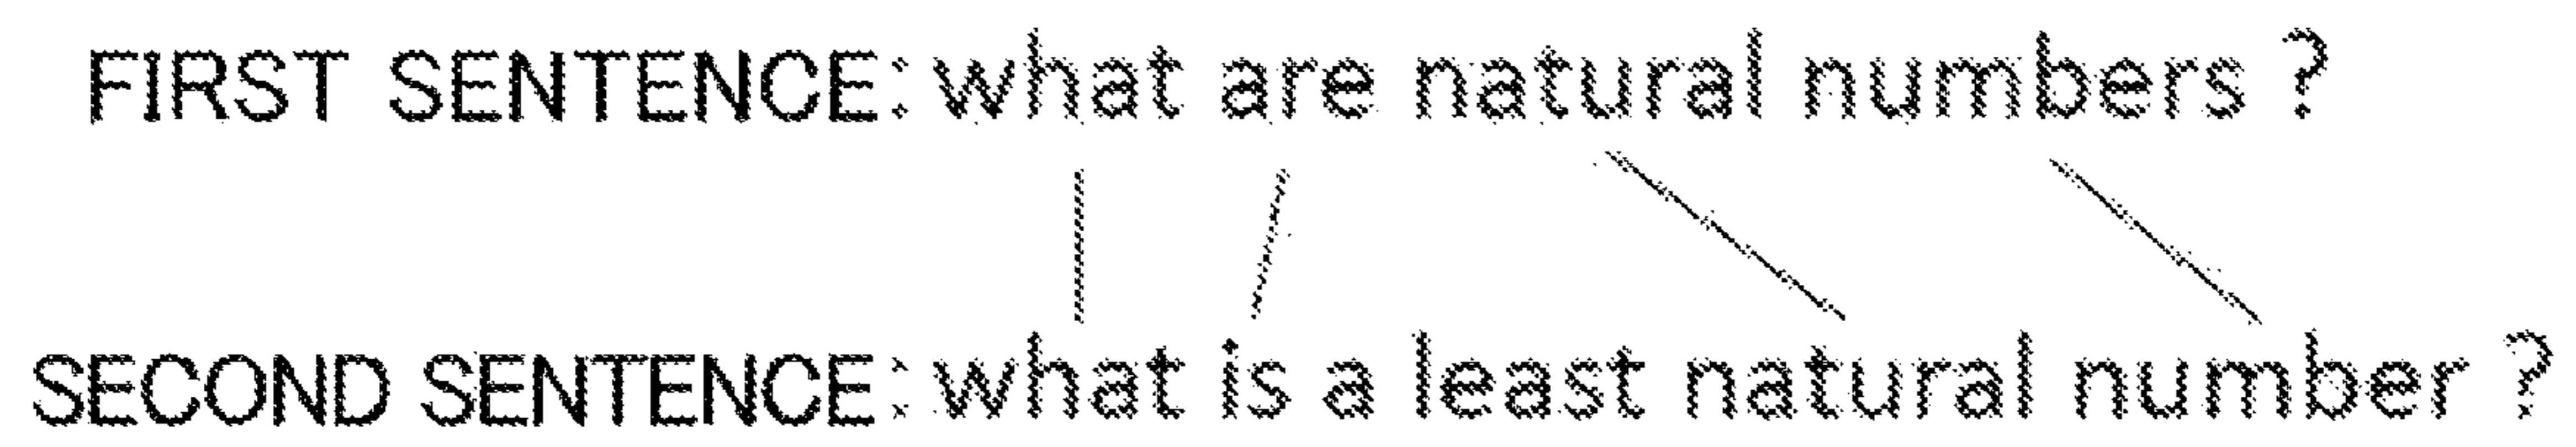 FIRST SENTENCE: what are natural numbers ?
SECOND SENTENCE: what is a least natural number ?